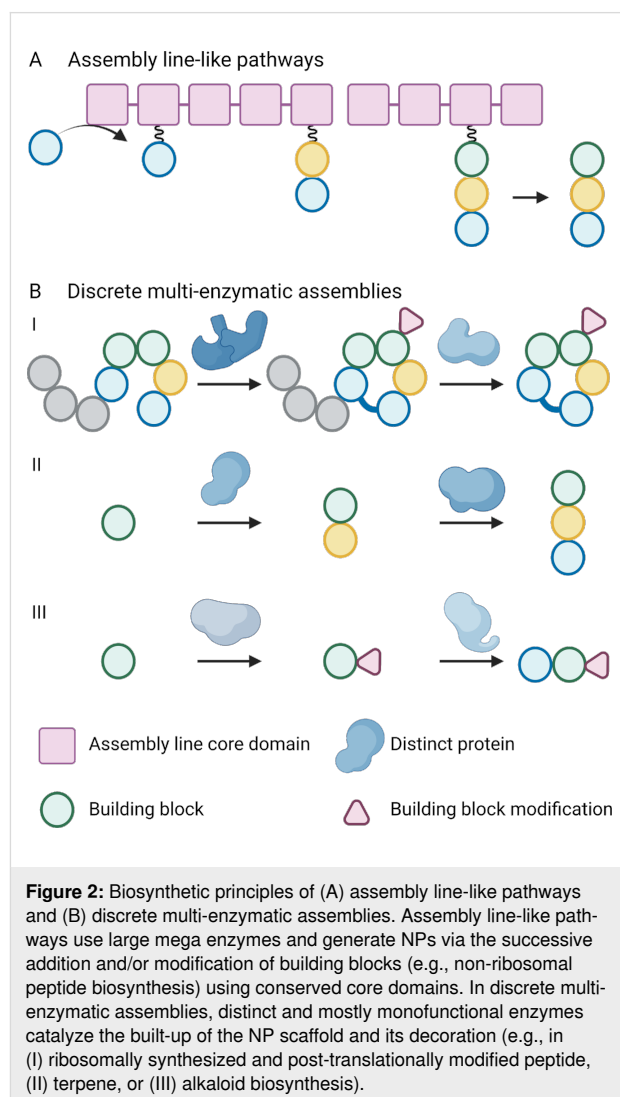 A Assembly line-like pathways
B Discrete multi-enzymatic assemblies
I
II
III
Assembly line core domain
Distinct protein
Building block
Building block modification
Figure 2: Biosynthetic principles of (A) assembly line-like pathways
and (B) discrete multi-enzymatic assemblies. Assembly line-like path-
ways use large mega enzymes and generate NPs via the successive
addition and/or modification of building blocks (e.g., non-ribosomal
peptide biosynthesis) using conserved core domains. In discrete multi-
enzymatic assemblies, distinct and mostly monofunctional enzymes
catalyze the built-up of the NP scaffold and its decoration (e.g., in
(I) ribosomally synthesized and post-translationally modified peptide,
(II) terpene, or (III) alkaloid biosynthesis).